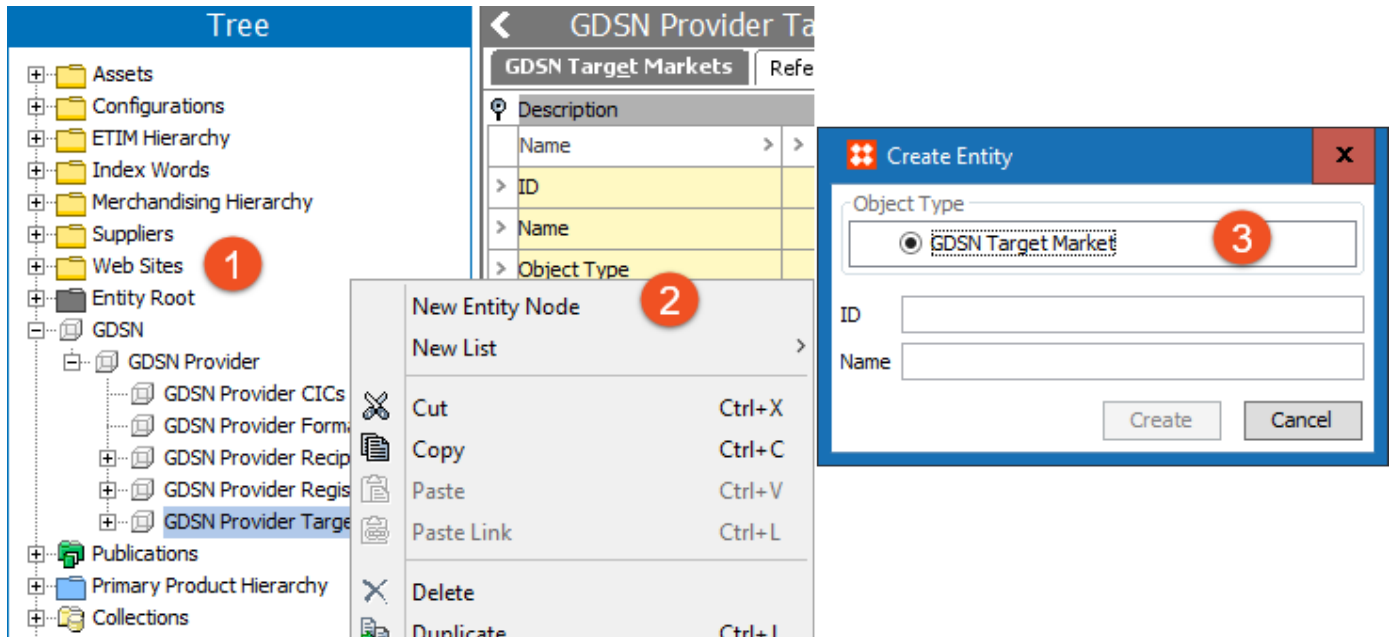 Tree
Assets
Configurations
ETIM Hierarchy
Index Words
Merchandising Hierarchy
Suppliers
Web Sites
1
Entity Root
GDSN
GDSN Provider
GDSN Provider CICs
GDSN Provider Forma
GDSN Provider Recip
GDSN Provider Regis
GDSN Provider Targe
Publications
Primary Product Hierarchy
Collections
GDSN Provider Ta
GDSN Target Markets
Refe
Description
Name > >
> ID
> Name
> Object Type
New Entity Node
2
New List >
Cut Ctrl+X
Copy Ctrl+C
Paste Ctrl+V
Paste Link Ctrl+L
Delete
Duplicate
Create Entity
x
Object Type
GDSN Target Market
3
ID
Name
Create
Cancel